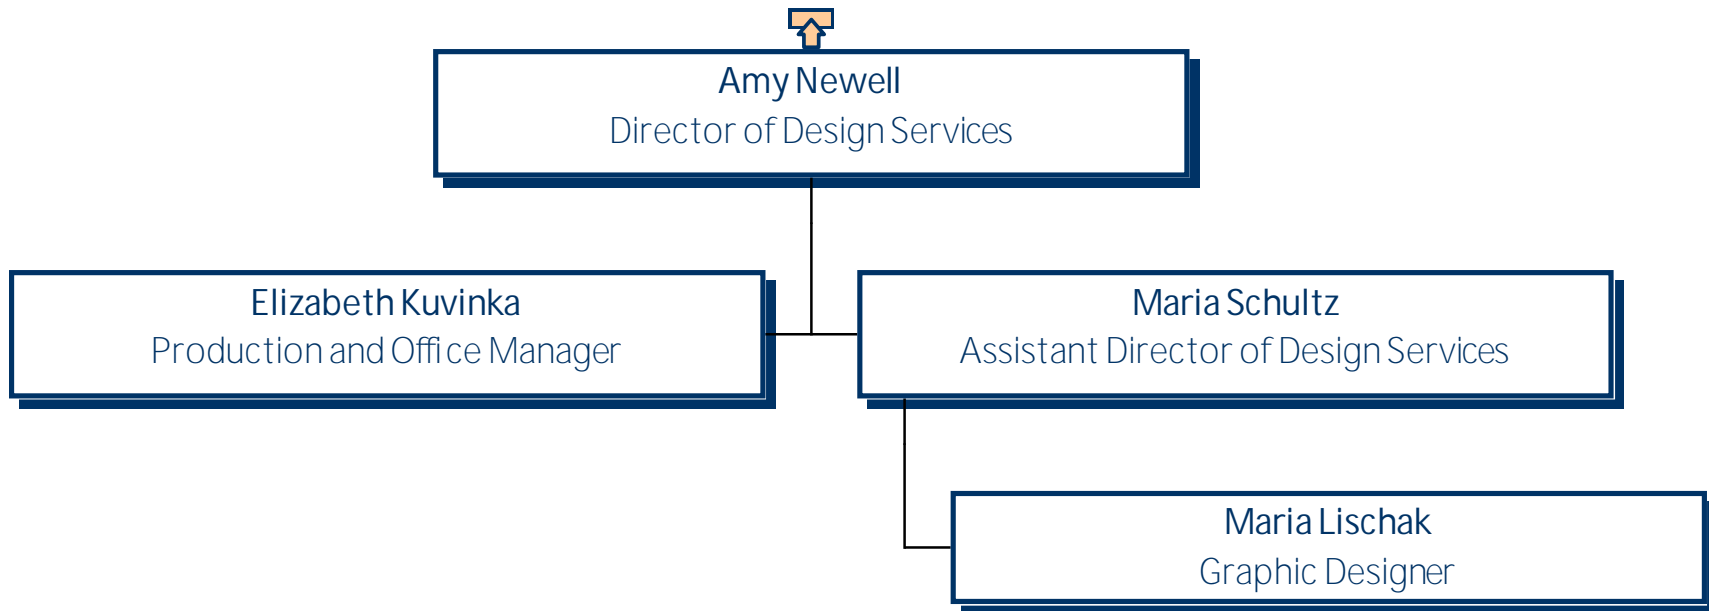 Amy Newell
Director of Design Services
Elizabeth Kuvinka
Production and Office Manager
Maria Schultz
Assistant Director of Design Services
Maria Lischak
Graphic Designer